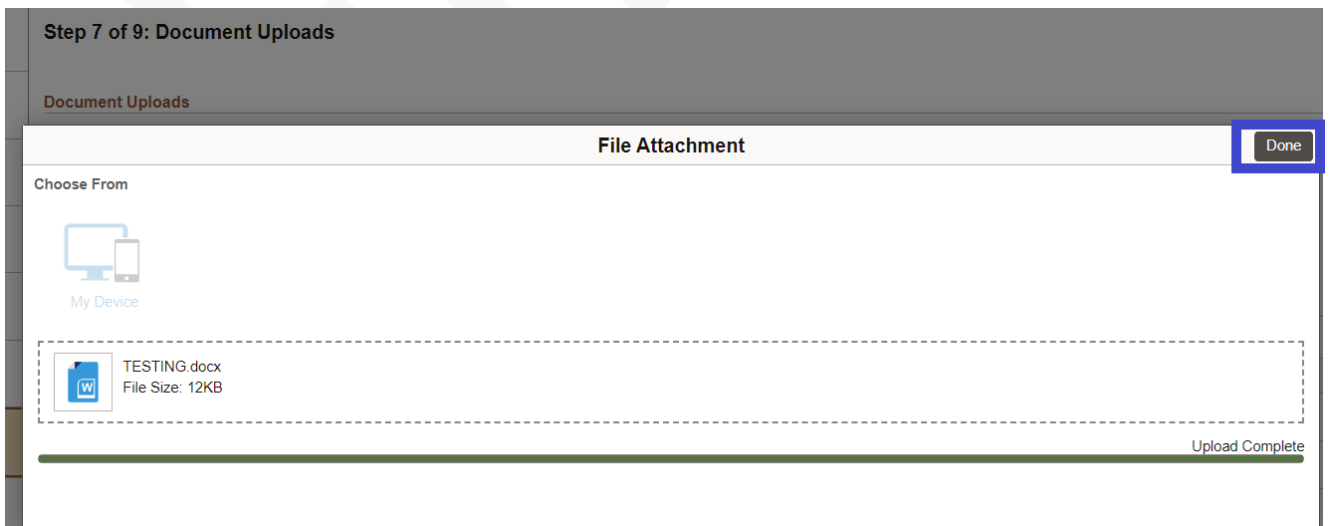 Step 7 of 9: Document Uploads
Document Uploads
File Attachment
Done
Choose From
My Device
W
TESTING.docx
File Size: 12KB
Upload Complete